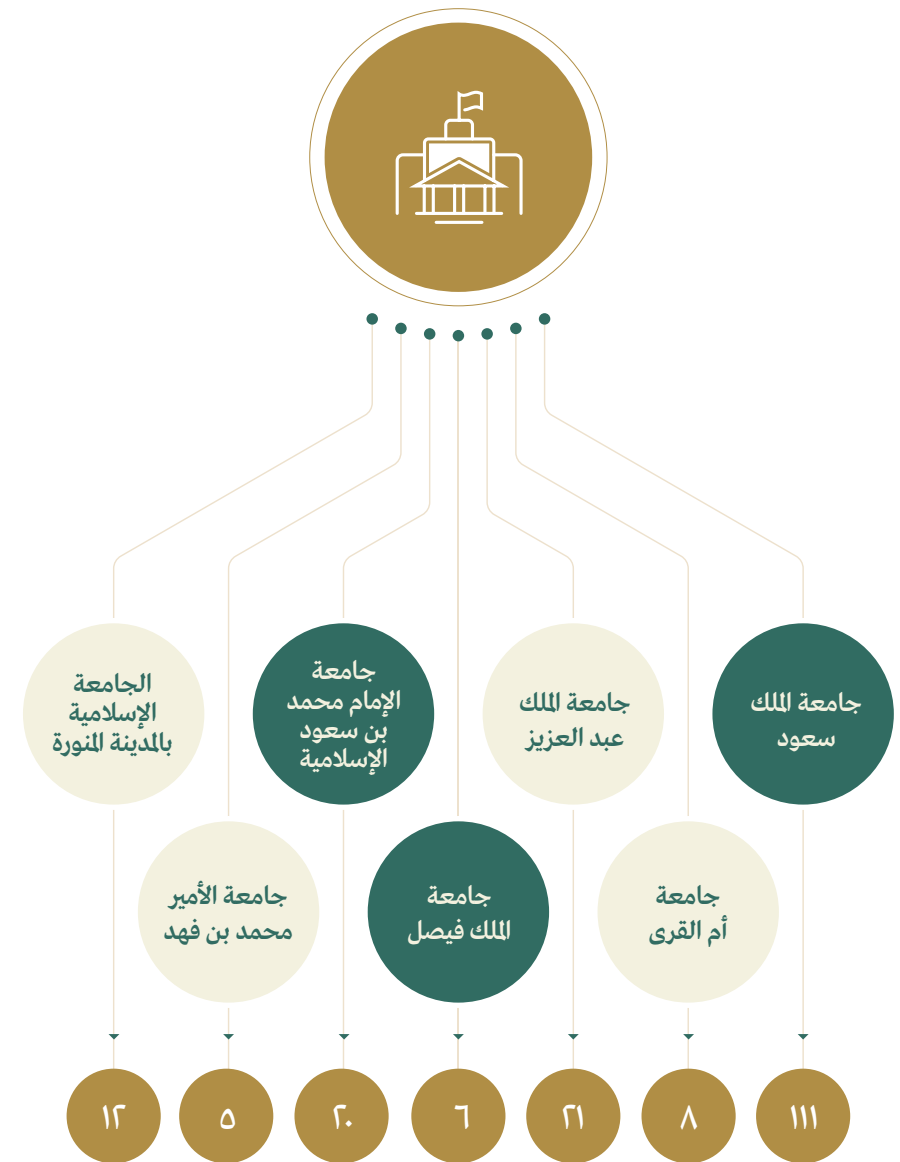 جامعة الملك
سعود
جامعة الملك
عبد العزيز
جامعة
الإمام محمد
بن سعود
الإسلامية
الجامعة
الإسلامية
بالمدينة المنورة
جامعة
أم القرى
جامعة
الملك فيصل
جامعة الأمير
محمد بن فهد
١١١
٨
٢١
٦
٢٠
٥
١٢